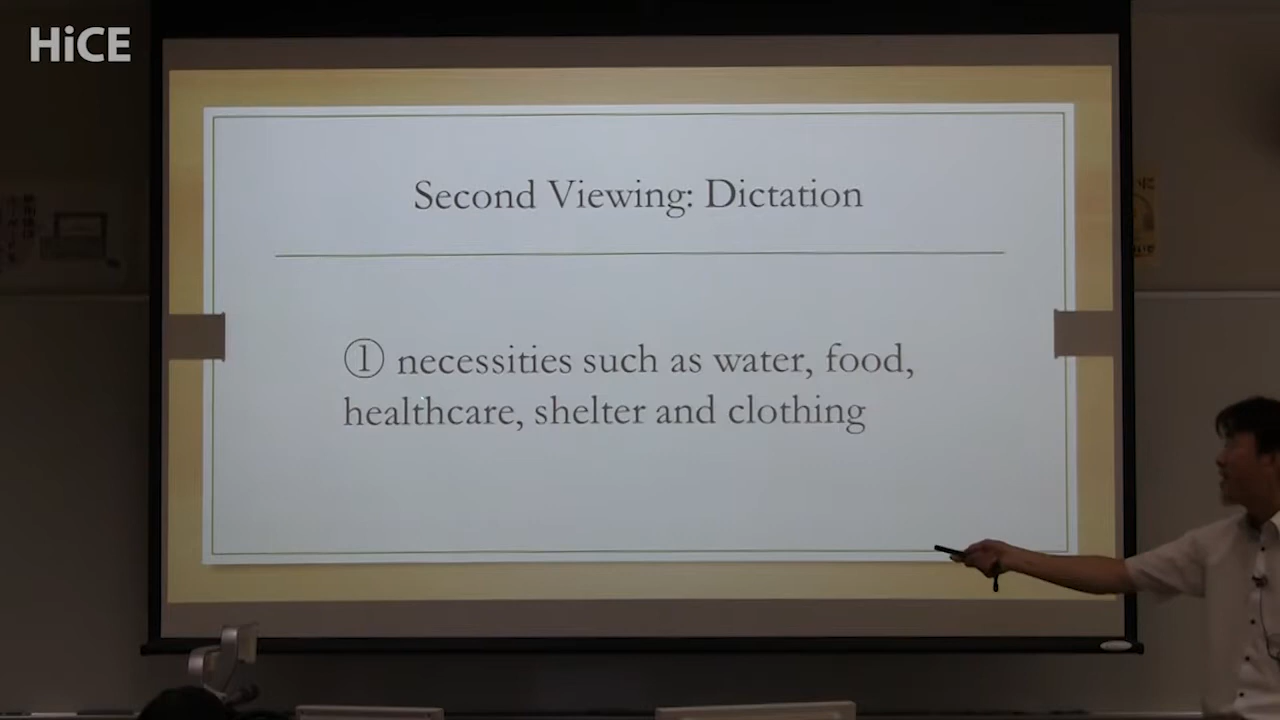 HiCE
Second Viewing: Dictation
① necessities such as water, food,
healthcare, shelter and clothing